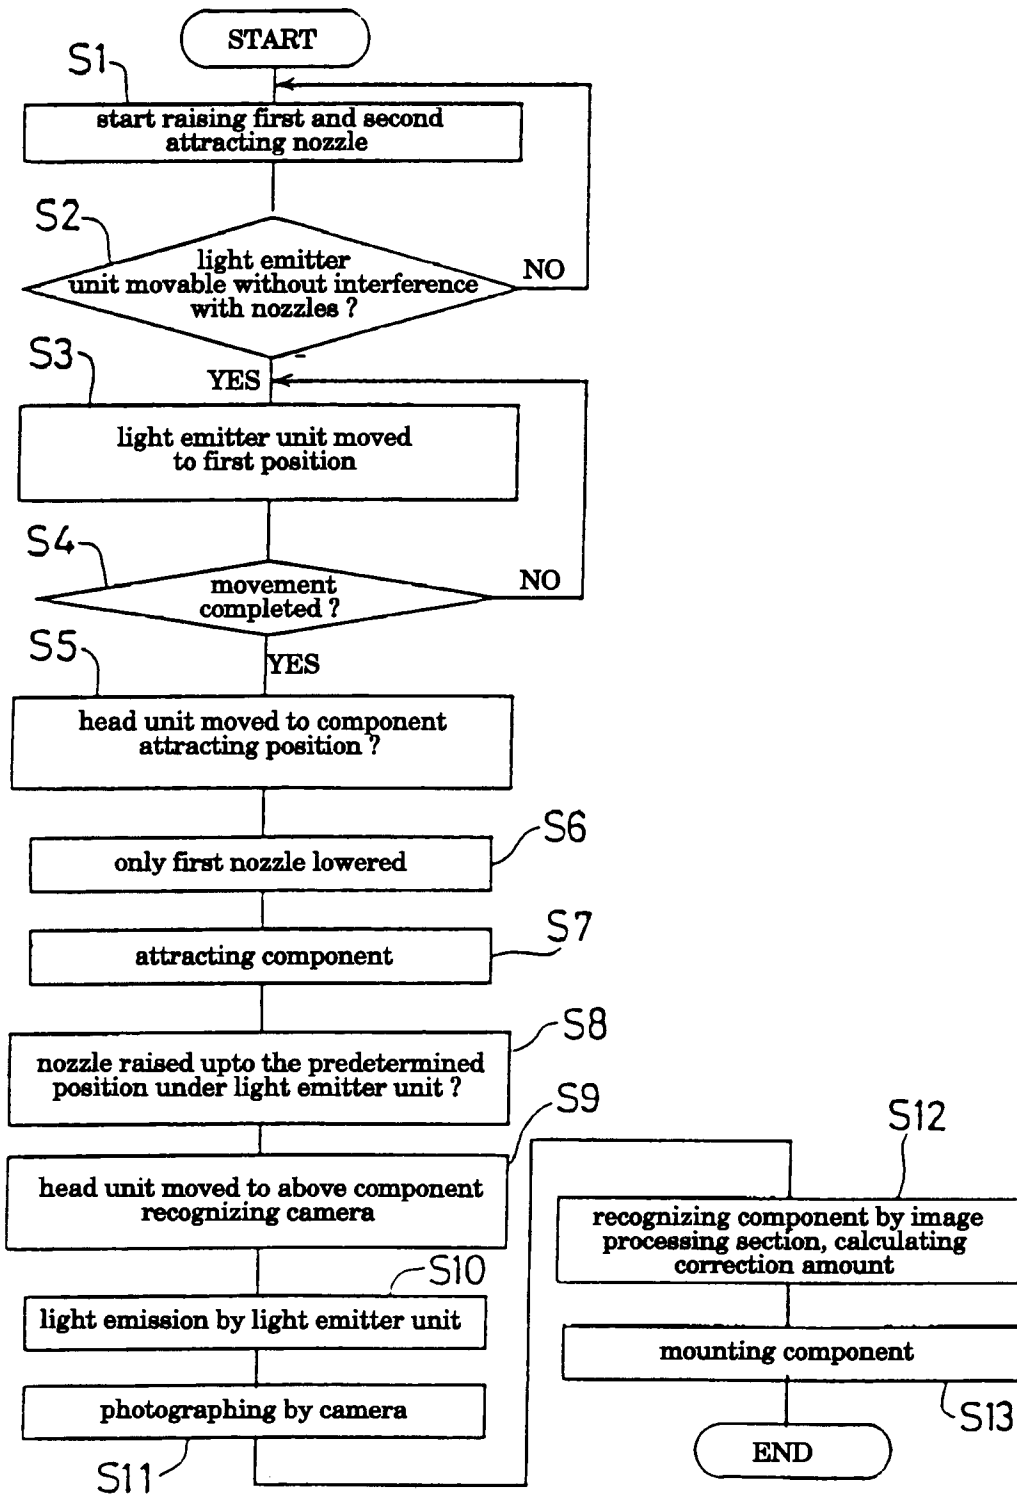 START
S1
start raising first and second
attracting nozzle
S2
light emitter
unit movable without interference
with nozzles ?
NO
S3
YES
light emitter unit moved
to first position
S4
movement
completed ?
NO
S5
YES
head unit moved to component
attracting position ?
S6
only first nozzle lowered
S7
attracting component
S8
nozzle raised upto the predetermined
position under light emitter unit ?
S9
head unit moved to above component
recognizing camera
S10
light emission by light emitter unit
photographing by camera
S11
S12
recognizing component by image
processing section, calculating
correction amount
mounting component
S13
END